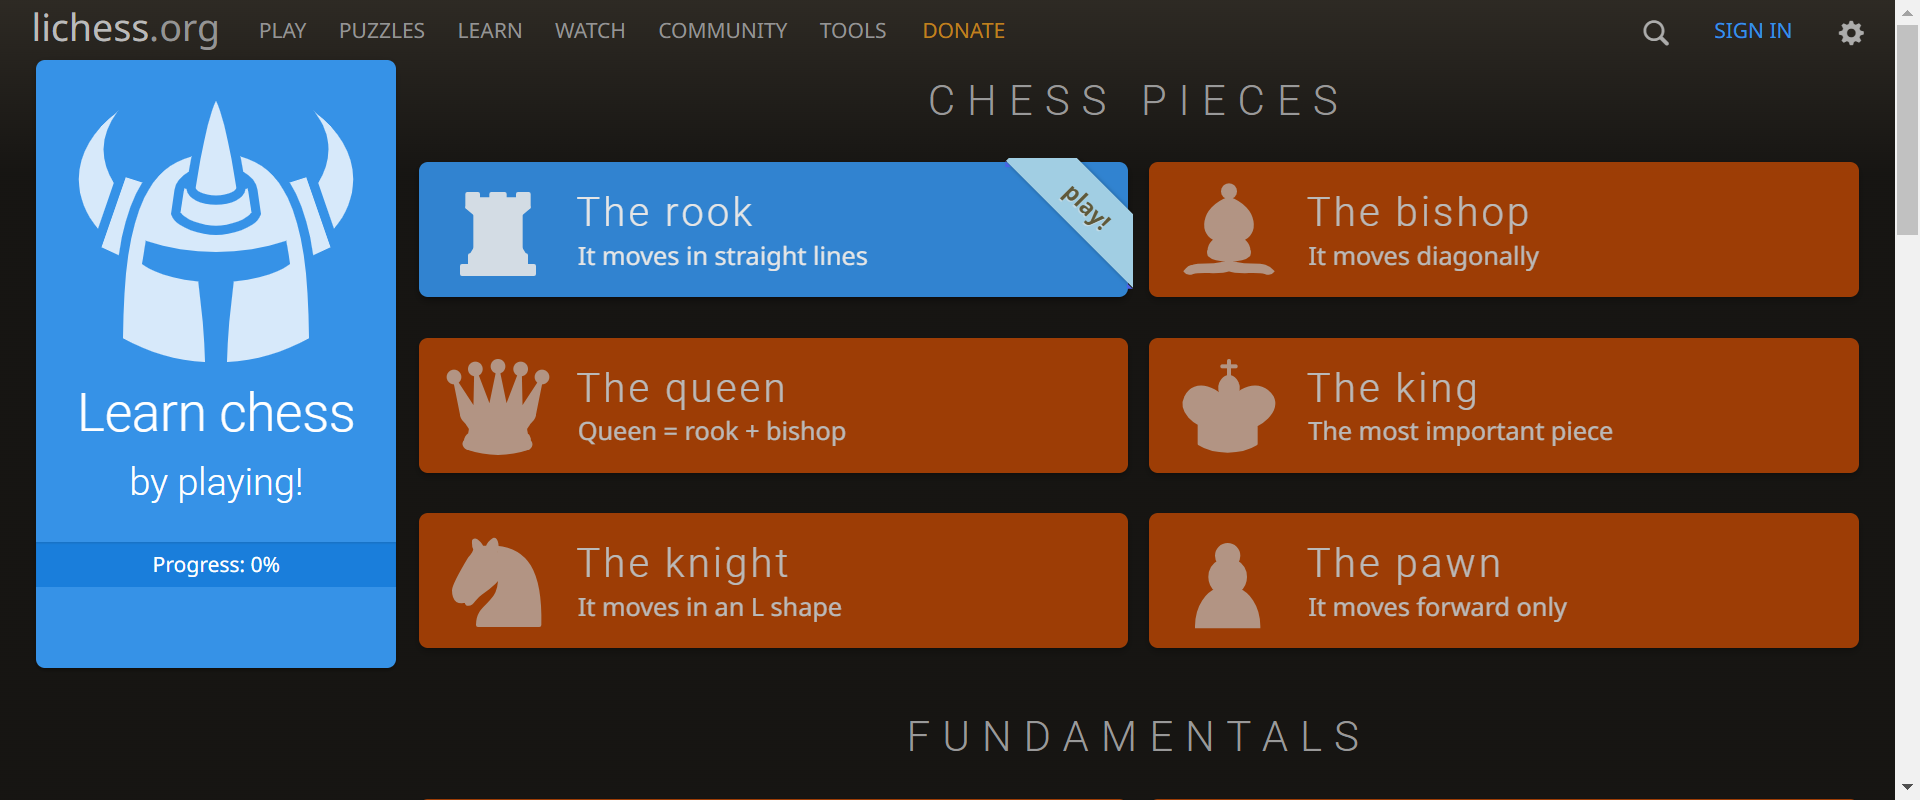 lichess.org
PLAY PUZZLES LEARN WATCH COMMUNITY TOOLS DONATE
SIGN IN
Learn chess
by playing!
Progress: 0%
CHESS PIECES
The rook
It moves in straight lines
play!
The bishop
It moves diagonally
The queen
Queen = rook + bishop
The king
The most important piece
The knight
It moves in an L shape
The pawn
It moves forward only
FUNDAMENTALS